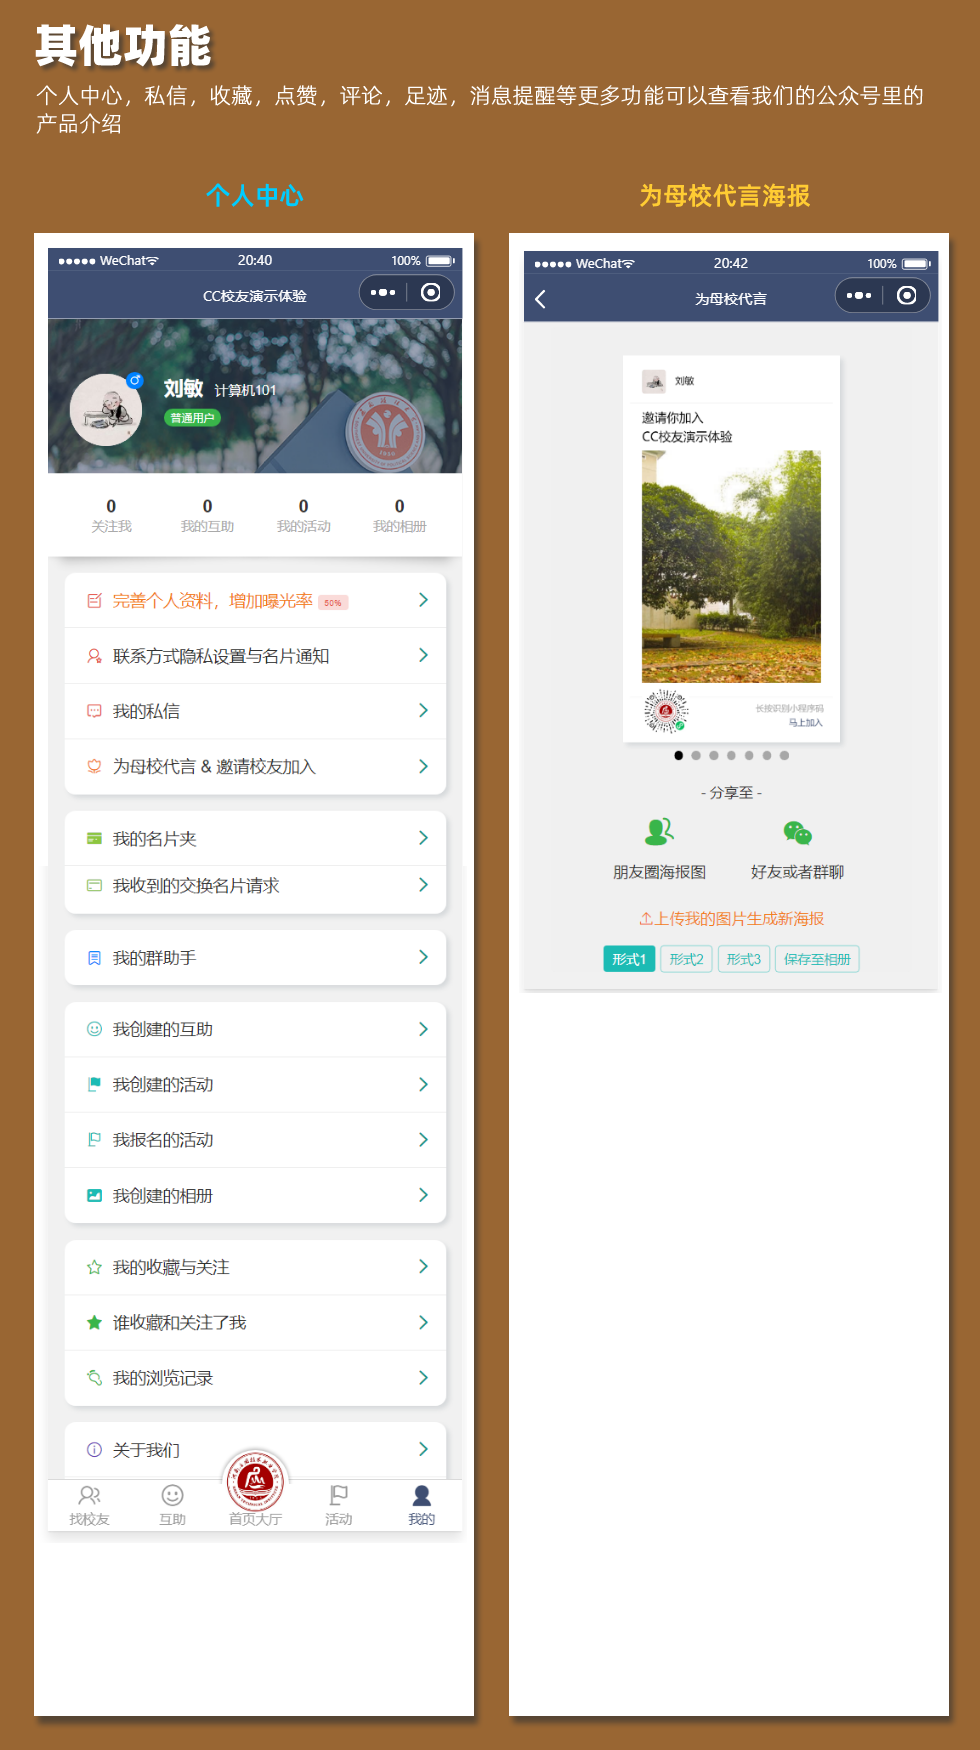 其他功能
个人中心，私信，收藏，点赞，评论，足迹，消息提醒等更多功能可以查看我们的公众号里的
产品介绍
个人中心
WeChat 20:40 100%
CC校友演示体验
刘敏 计算机101
普通用户
0 0 0 0
关注我 我的互助 我的活动 我的相册
完善个人资料，增加曝光率 50%
联系方式隐私设置与名片通知
我的私信
为母校代言 & 邀请校友加入
我的名片夹
我收到的交换名片请求
我的群助手
我创建的互助
我创建的活动
我报名的活动
我创建的相册
我的收藏与关注
谁收藏和关注了我
我的浏览记录
关于我们
找校友 互助 首页大厅 活动 我的
为母校代言海报
WeChat 20:42 100%
为母校代言
刘敏
邀请你加入
CC校友演示体验
长按识别小程序码
马上加入
- 分享至 -
朋友圈海报图 好友或者群聊
上传我的图片生成新海报
形式1 形式2 形式3 保存至相册